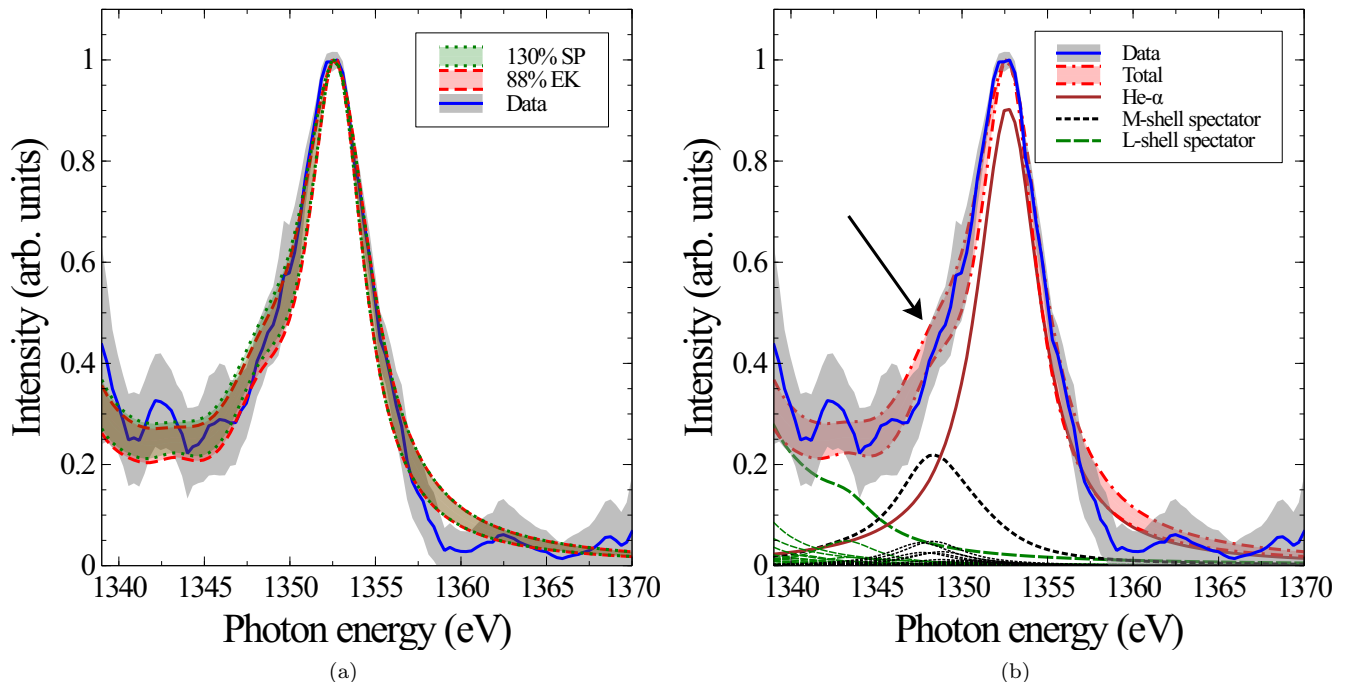 1
0.8
0.6
0.4
0.2
0
Intensity (arb. units)
130% SP
88% EK
Data
1340 1345 1350 1355 1360 1365 1370
Photon energy (eV)
(a)
1
0.8
0.6
0.4
0.2
0
Intensity (arb. units)
Data
Total
He-α
M-shell spectator
L-shell spectator
1340 1345 1350 1355 1360 1365 1370
Photon energy (eV)
(b)